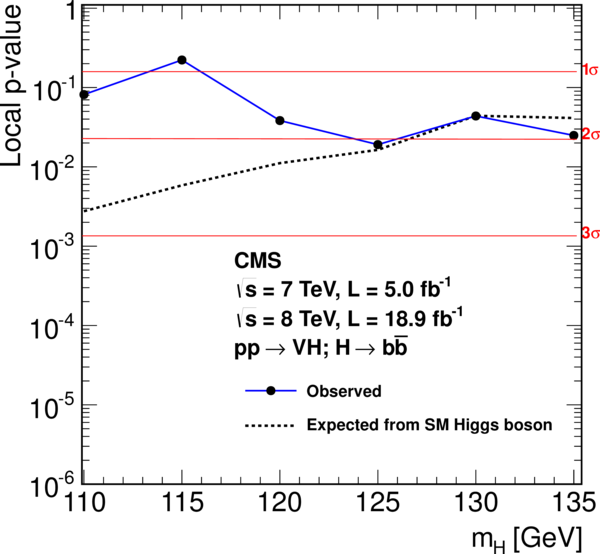 Local p-value
1
10⁻¹
10⁻²
10⁻³
10⁻⁴
10⁻⁵
10⁻⁶
1σ
2σ
3σ
CMS
√s = 7 TeV, L = 5.0 fb⁻¹
√s = 8 TeV, L = 18.9 fb⁻¹
pp → VH; H → bb̅
Observed
Expected from SM Higgs boson
110 115 120 125 130 135
m_H [GeV]